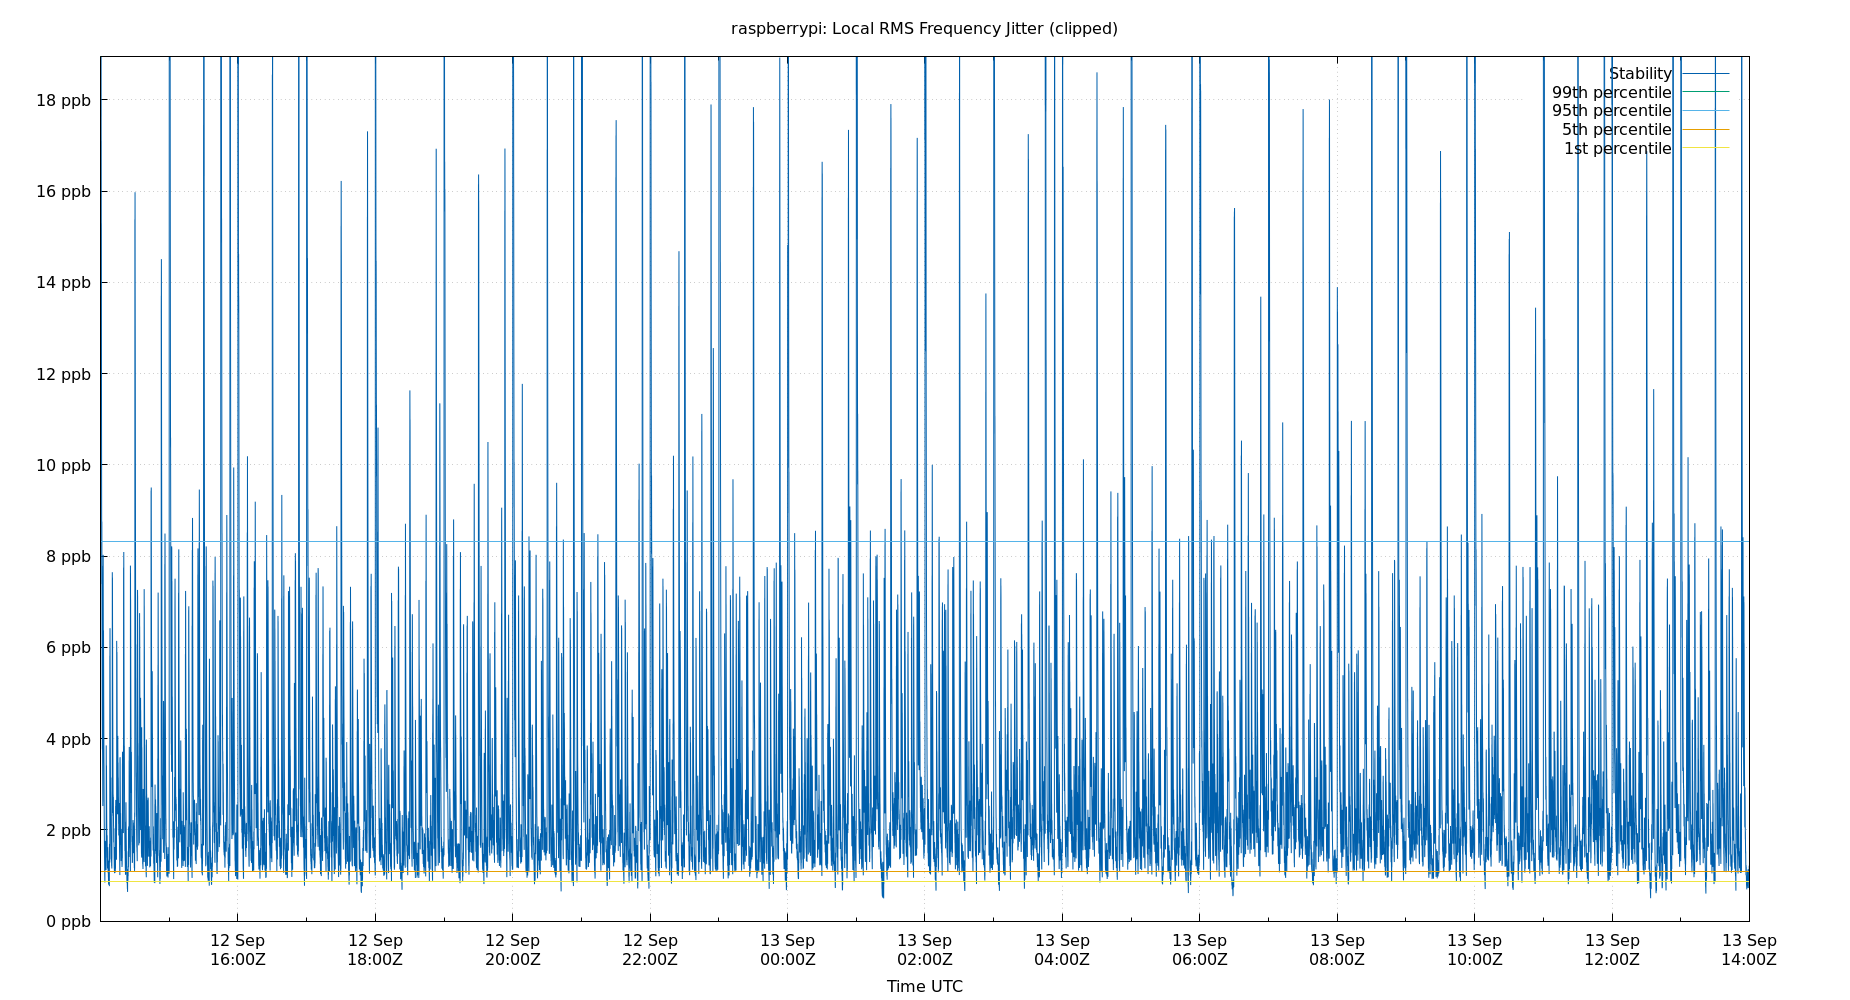 raspberrypi: Local RMS Frequency Jitter (clipped)
Stability
99th percentile
95th percentile
5th percentile
1st percentile
18 ppb
16 ppb
14 ppb
12 ppb
10 ppb
8 ppb
6 ppb
4 ppb
2 ppb
0 ppb
12 Sep 12 Sep 12 Sep 12 Sep 13 Sep 13 Sep 13 Sep 13 Sep 13 Sep 13 Sep 13 Sep 13 Sep
16:00Z 18:00Z 20:00Z 22:00Z 00:00Z 02:00Z 04:00Z 06:00Z 08:00Z 10:00Z 12:00Z 14:00Z
Time UTC